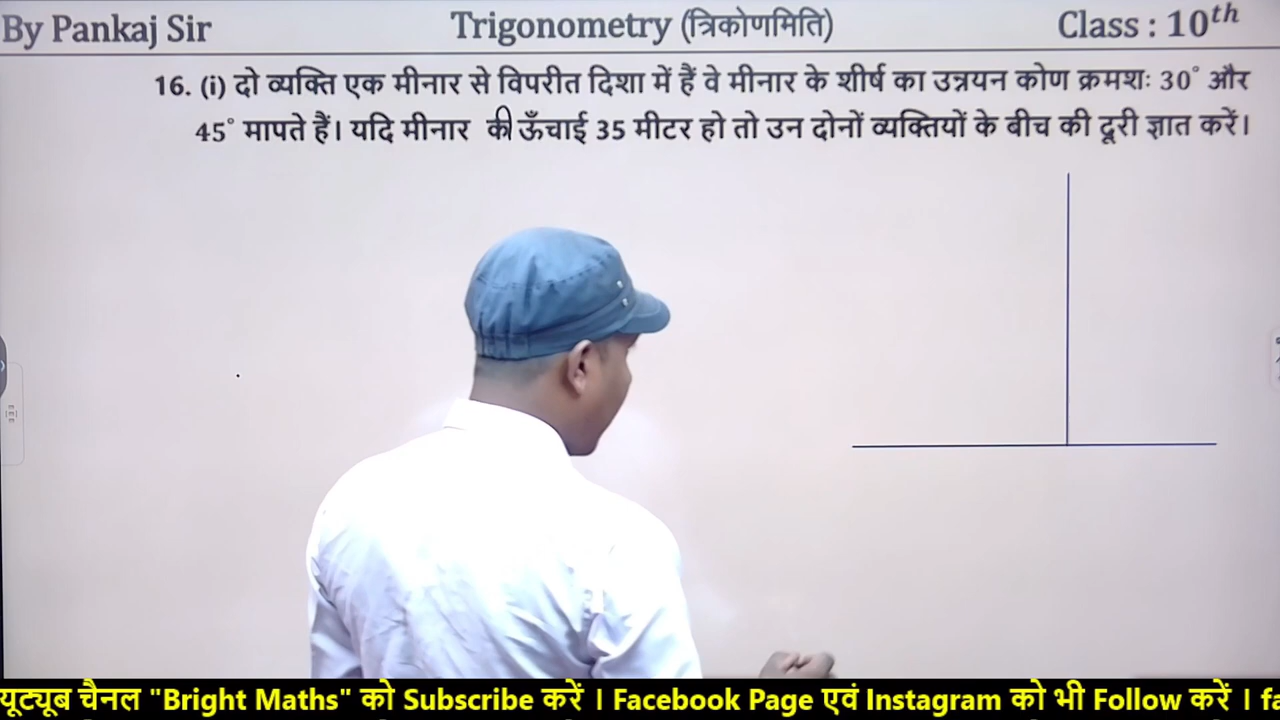 By Pankaj Sir Trigonometry (त्रिकोणमिति) Class : 10th
16. (i) दो व्यक्ति एक मीनार से विपरीत दिशा में हैं वे मीनार के शीर्ष का उन्नयन कोण क्रमशः 30° और
45° मापते हैं। यदि मीनार की ऊँचाई 35 मीटर हो तो उन दोनों व्यक्तियों के बीच की दूरी ज्ञात करें।
यूट्यूब चैनल "Bright Maths" को Subscribe करें । Facebook Page एवं Instagram को भी Follow करें । fa